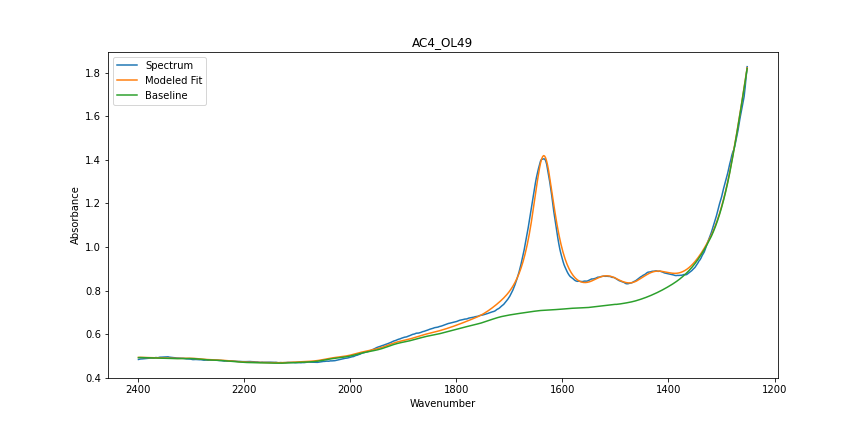 AC4_OL49
Spectrum
Modeled Fit
Baseline
Absorbance
1.8
1.6
1.4
1.2
1.0
0.8
0.6
0.4
2400
2200
2000
1800
1600
1400
1200
Wavenumber